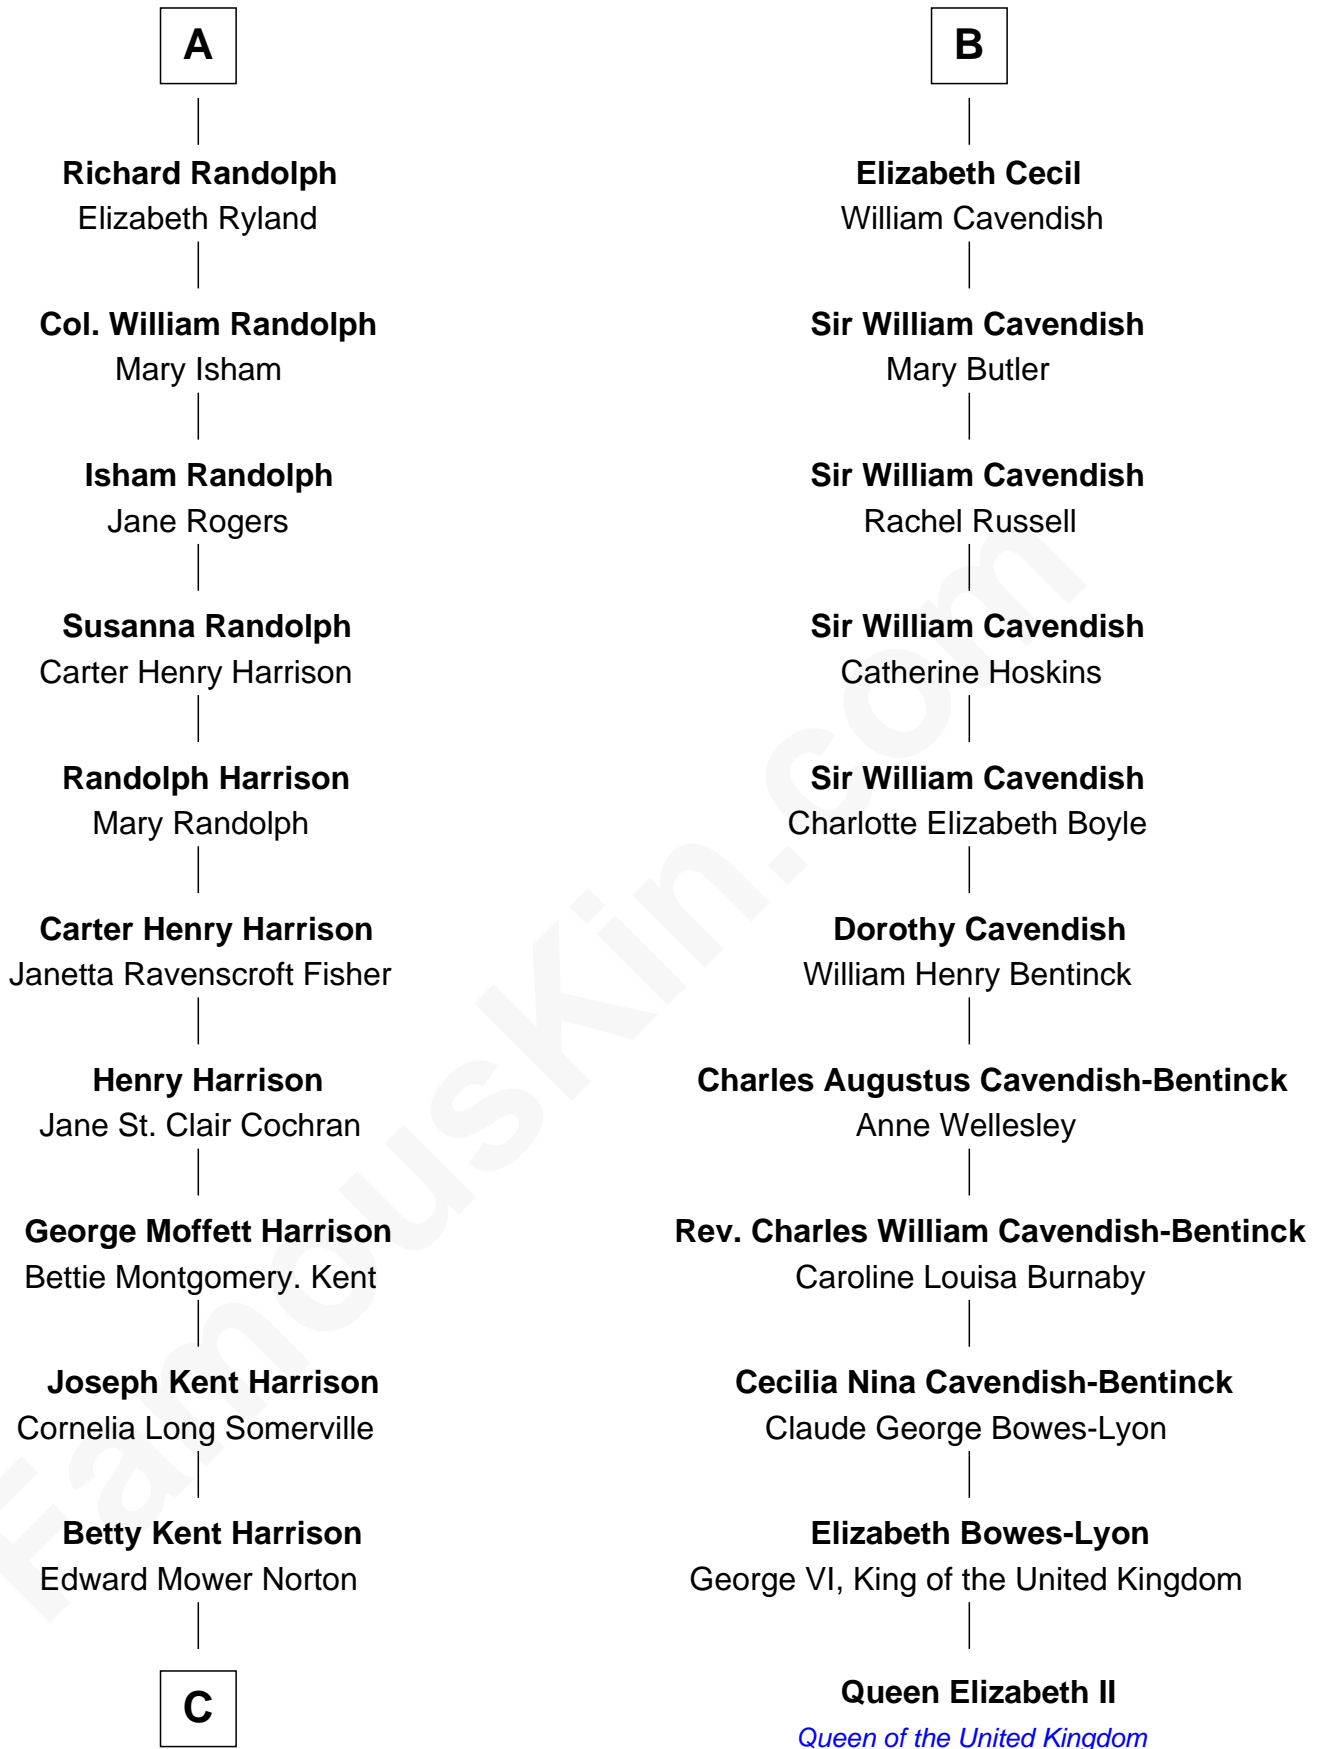 A
Richard Randolph
Elizabeth Ryland
Col. William Randolph
Mary Isham
Isham Randolph
Jane Rogers
Susanna Randolph
Carter Henry Harrison
Randolph Harrison
Mary Randolph
Carter Henry Harrison
Janetta Ravenscroft Fisher
Henry Harrison
Jane St. Clair Cochran
George Moffett Harrison
Bettie Montgomery. Kent
Joseph Kent Harrison
Cornelia Long Somerville
Betty Kent Harrison
Edward Mower Norton
C
B
Elizabeth Cecil
William Cavendish
Sir William Cavendish
Mary Butler
Sir William Cavendish
Rachel Russell
Sir William Cavendish
Catherine Hoskins
Sir William Cavendish
Charlotte Elizabeth Boyle
Dorothy Cavendish
William Henry Bentinck
Charles Augustus Cavendish-Bentinck
Anne Wellesley
Rev. Charles William Cavendish-Bentinck
Caroline Louisa Burnaby
Cecilia Nina Cavendish-Bentinck
Claude George Bowes-Lyon
Elizabeth Bowes-Lyon
George VI, King of the United Kingdom
Queen Elizabeth II
Queen of the United Kingdom
FamousKin.com